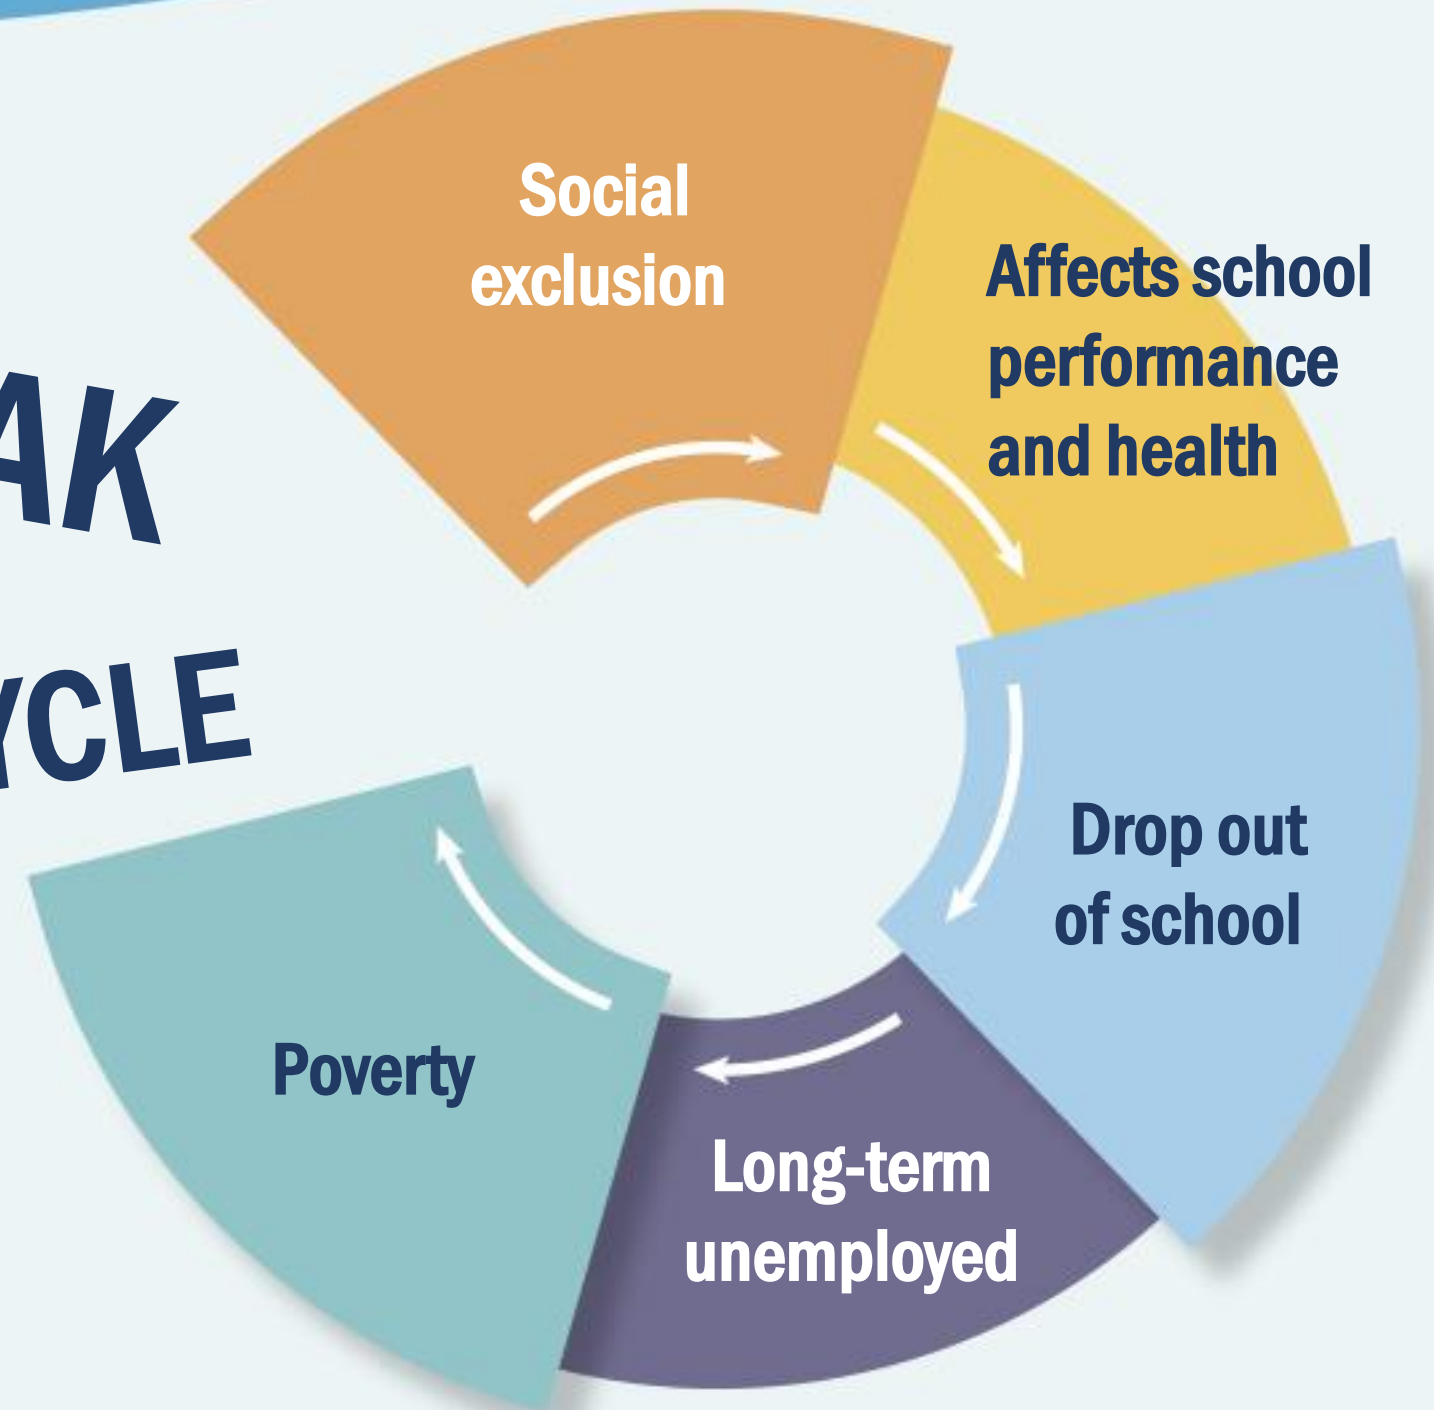 AK
YCLE
Social
exclusion
Affects school
performance
and health
Drop out
of school
Long-term
unemployed
Poverty